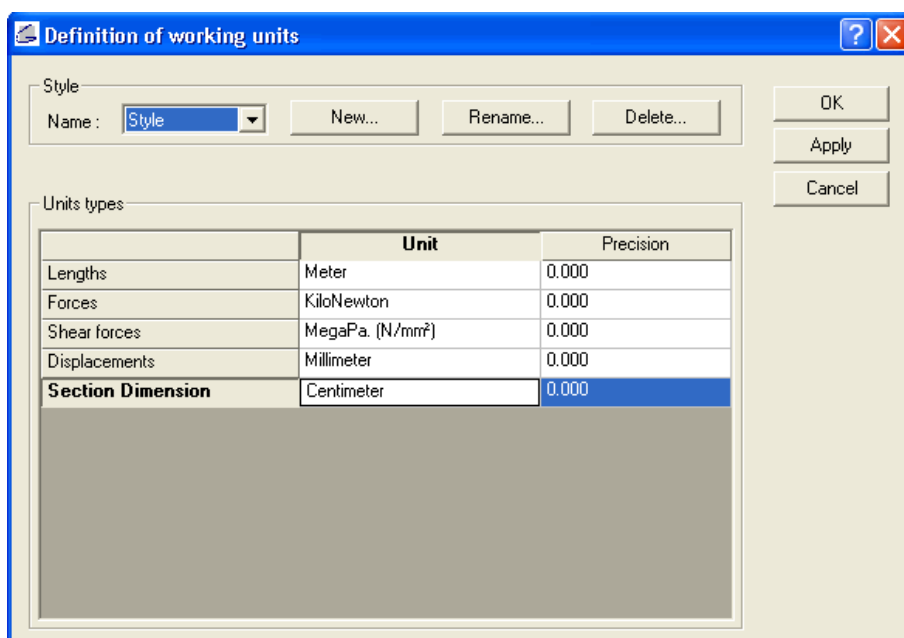 Definition of working units
Style
Name : Style New... Rename... Delete... OK
Apply
Cancel
Units types
Unit Precision
Lengths Meter 0.000
Forces KiloNewton 0.000
Shear forces MegaPa. (N/mm²) 0.000
Displacements Millimeter 0.000
Section Dimension Centimeter 0.000